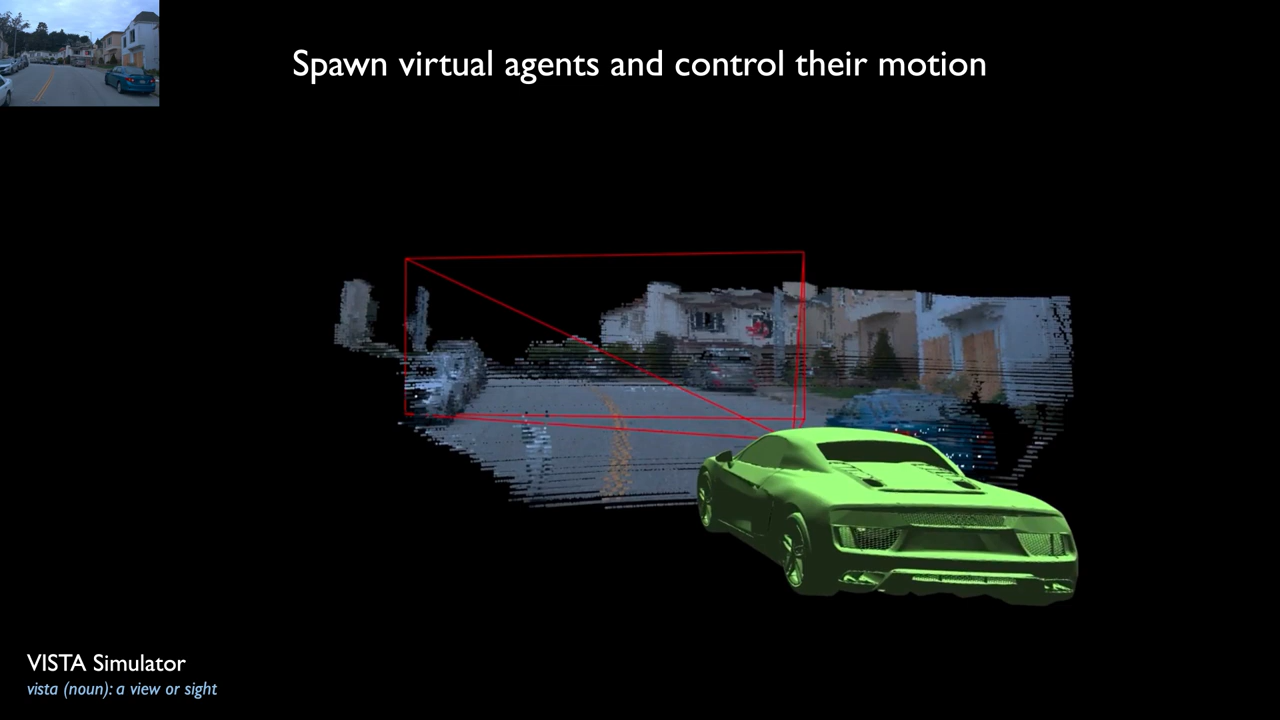 Spawn virtual agents and control their motion
VISTA Simulator
vista (noun): a view or sight